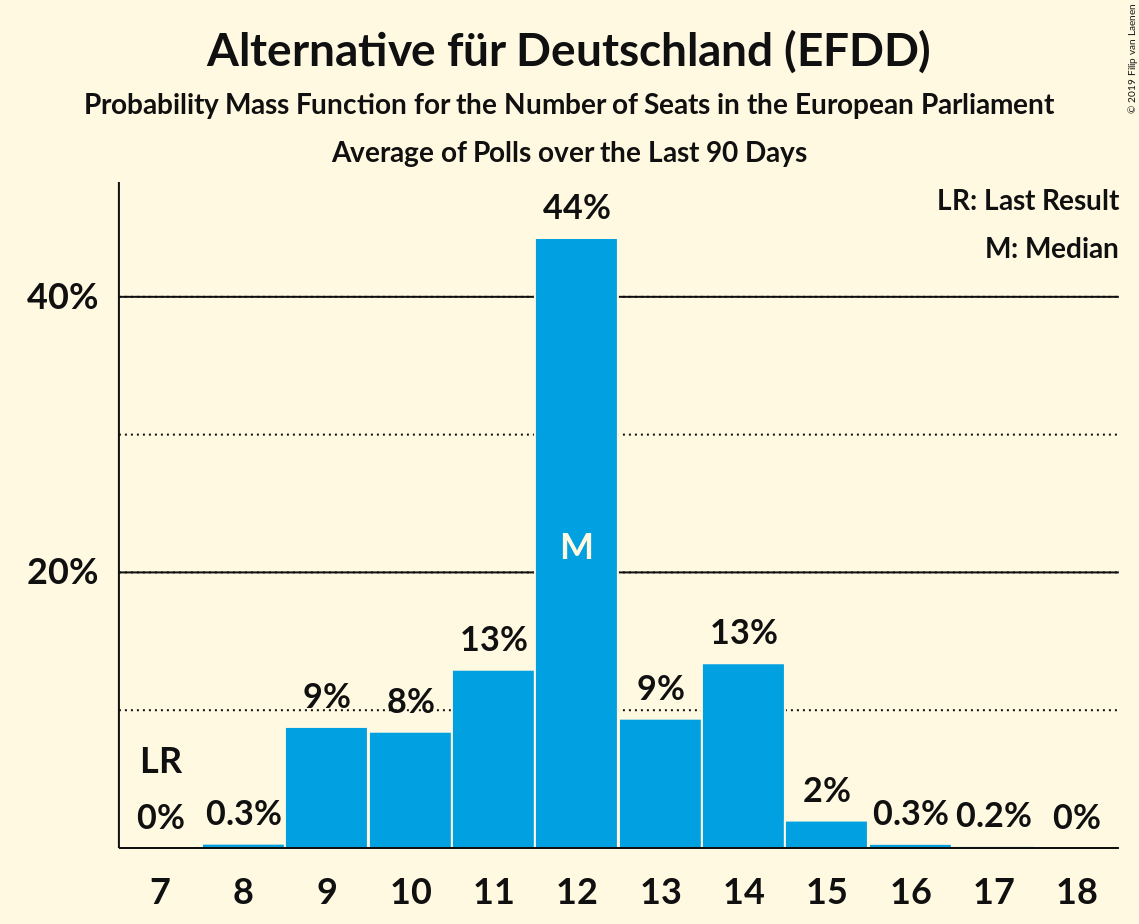 Alternative für Deutschland (EFDD)
Probability Mass Function for the Number of Seats in the European Parliament
Average of Polls over the Last 90 Days
© 2019 Filip van Laenen
LR: Last Result
M: Median
44%
40%
M
20%
13%
13%
9%
8%
9%
LR
2%
0%
0.3%
0.3%
0.2%
0%
7 8 9 10 11 12 13 14 15 16 17 18